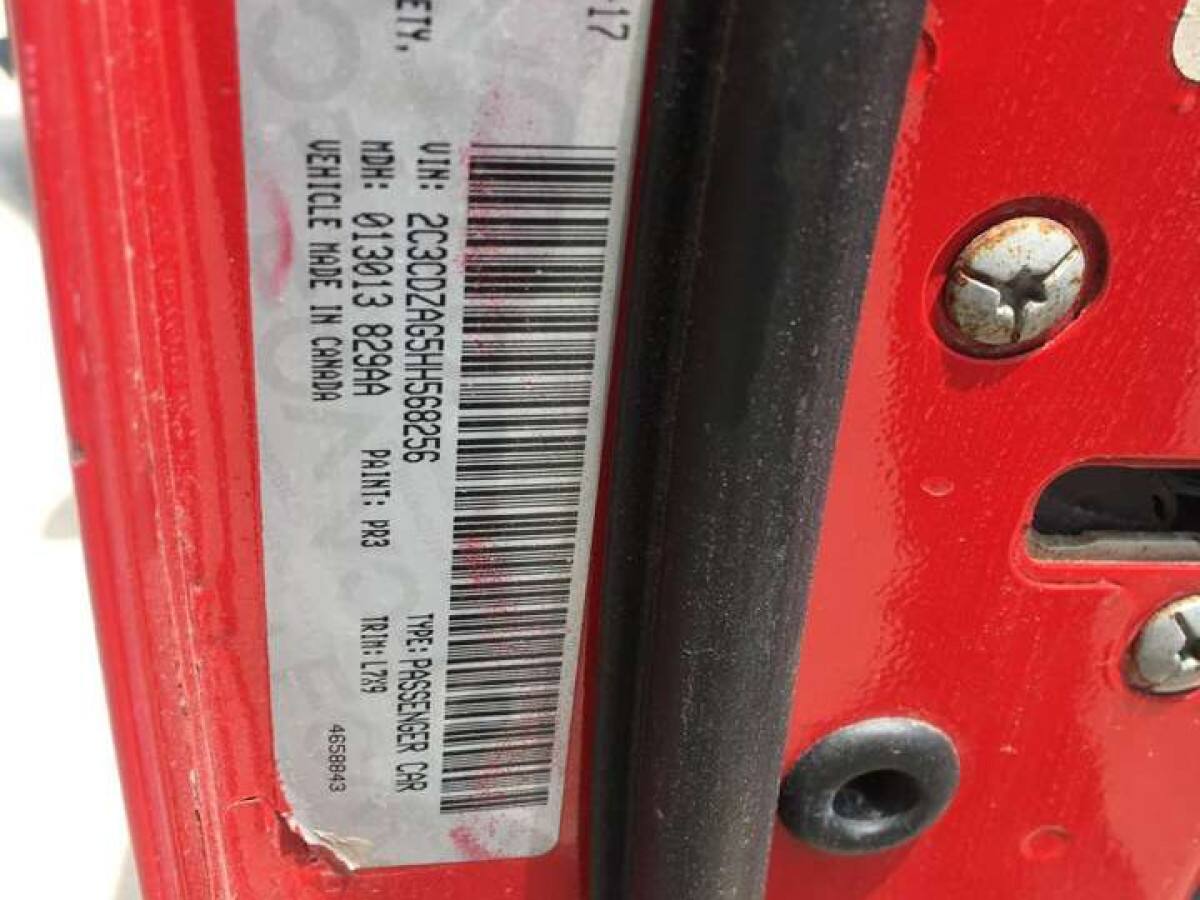 -17
ETY,
VIN: 2C3CDZAG5HH568256
TYPE: PASSENGER CAR
MDH: 013013 829AA PAINT: PR3 TRIM: L7X9
VEHICLE MADE IN CANADA
4658843